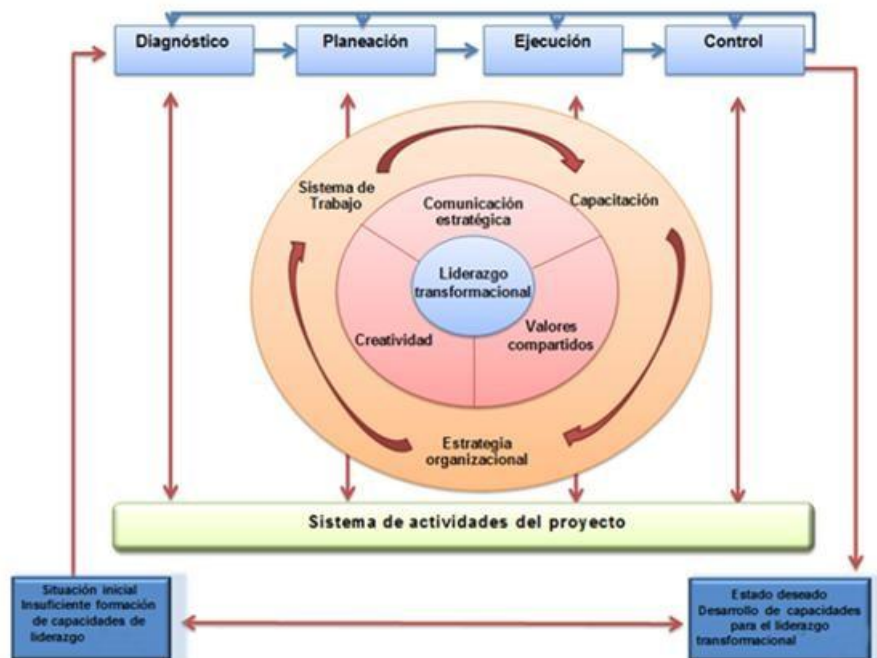 Diagnóstico
Planeación
Ejecución
Control
Sistema de
Trabajo
Comunicación
estratégica
Capacitación
Liderazgo
transformacional
Creatividad
Valores
compartidos
Estrategia
organizacional
Sistema de actividades del proyecto
Situación inicial
Insuficiente formación
de capacidades de
liderazgo
Estado deseado
Desarrollo de capacidades
para el liderazgo
transformacional